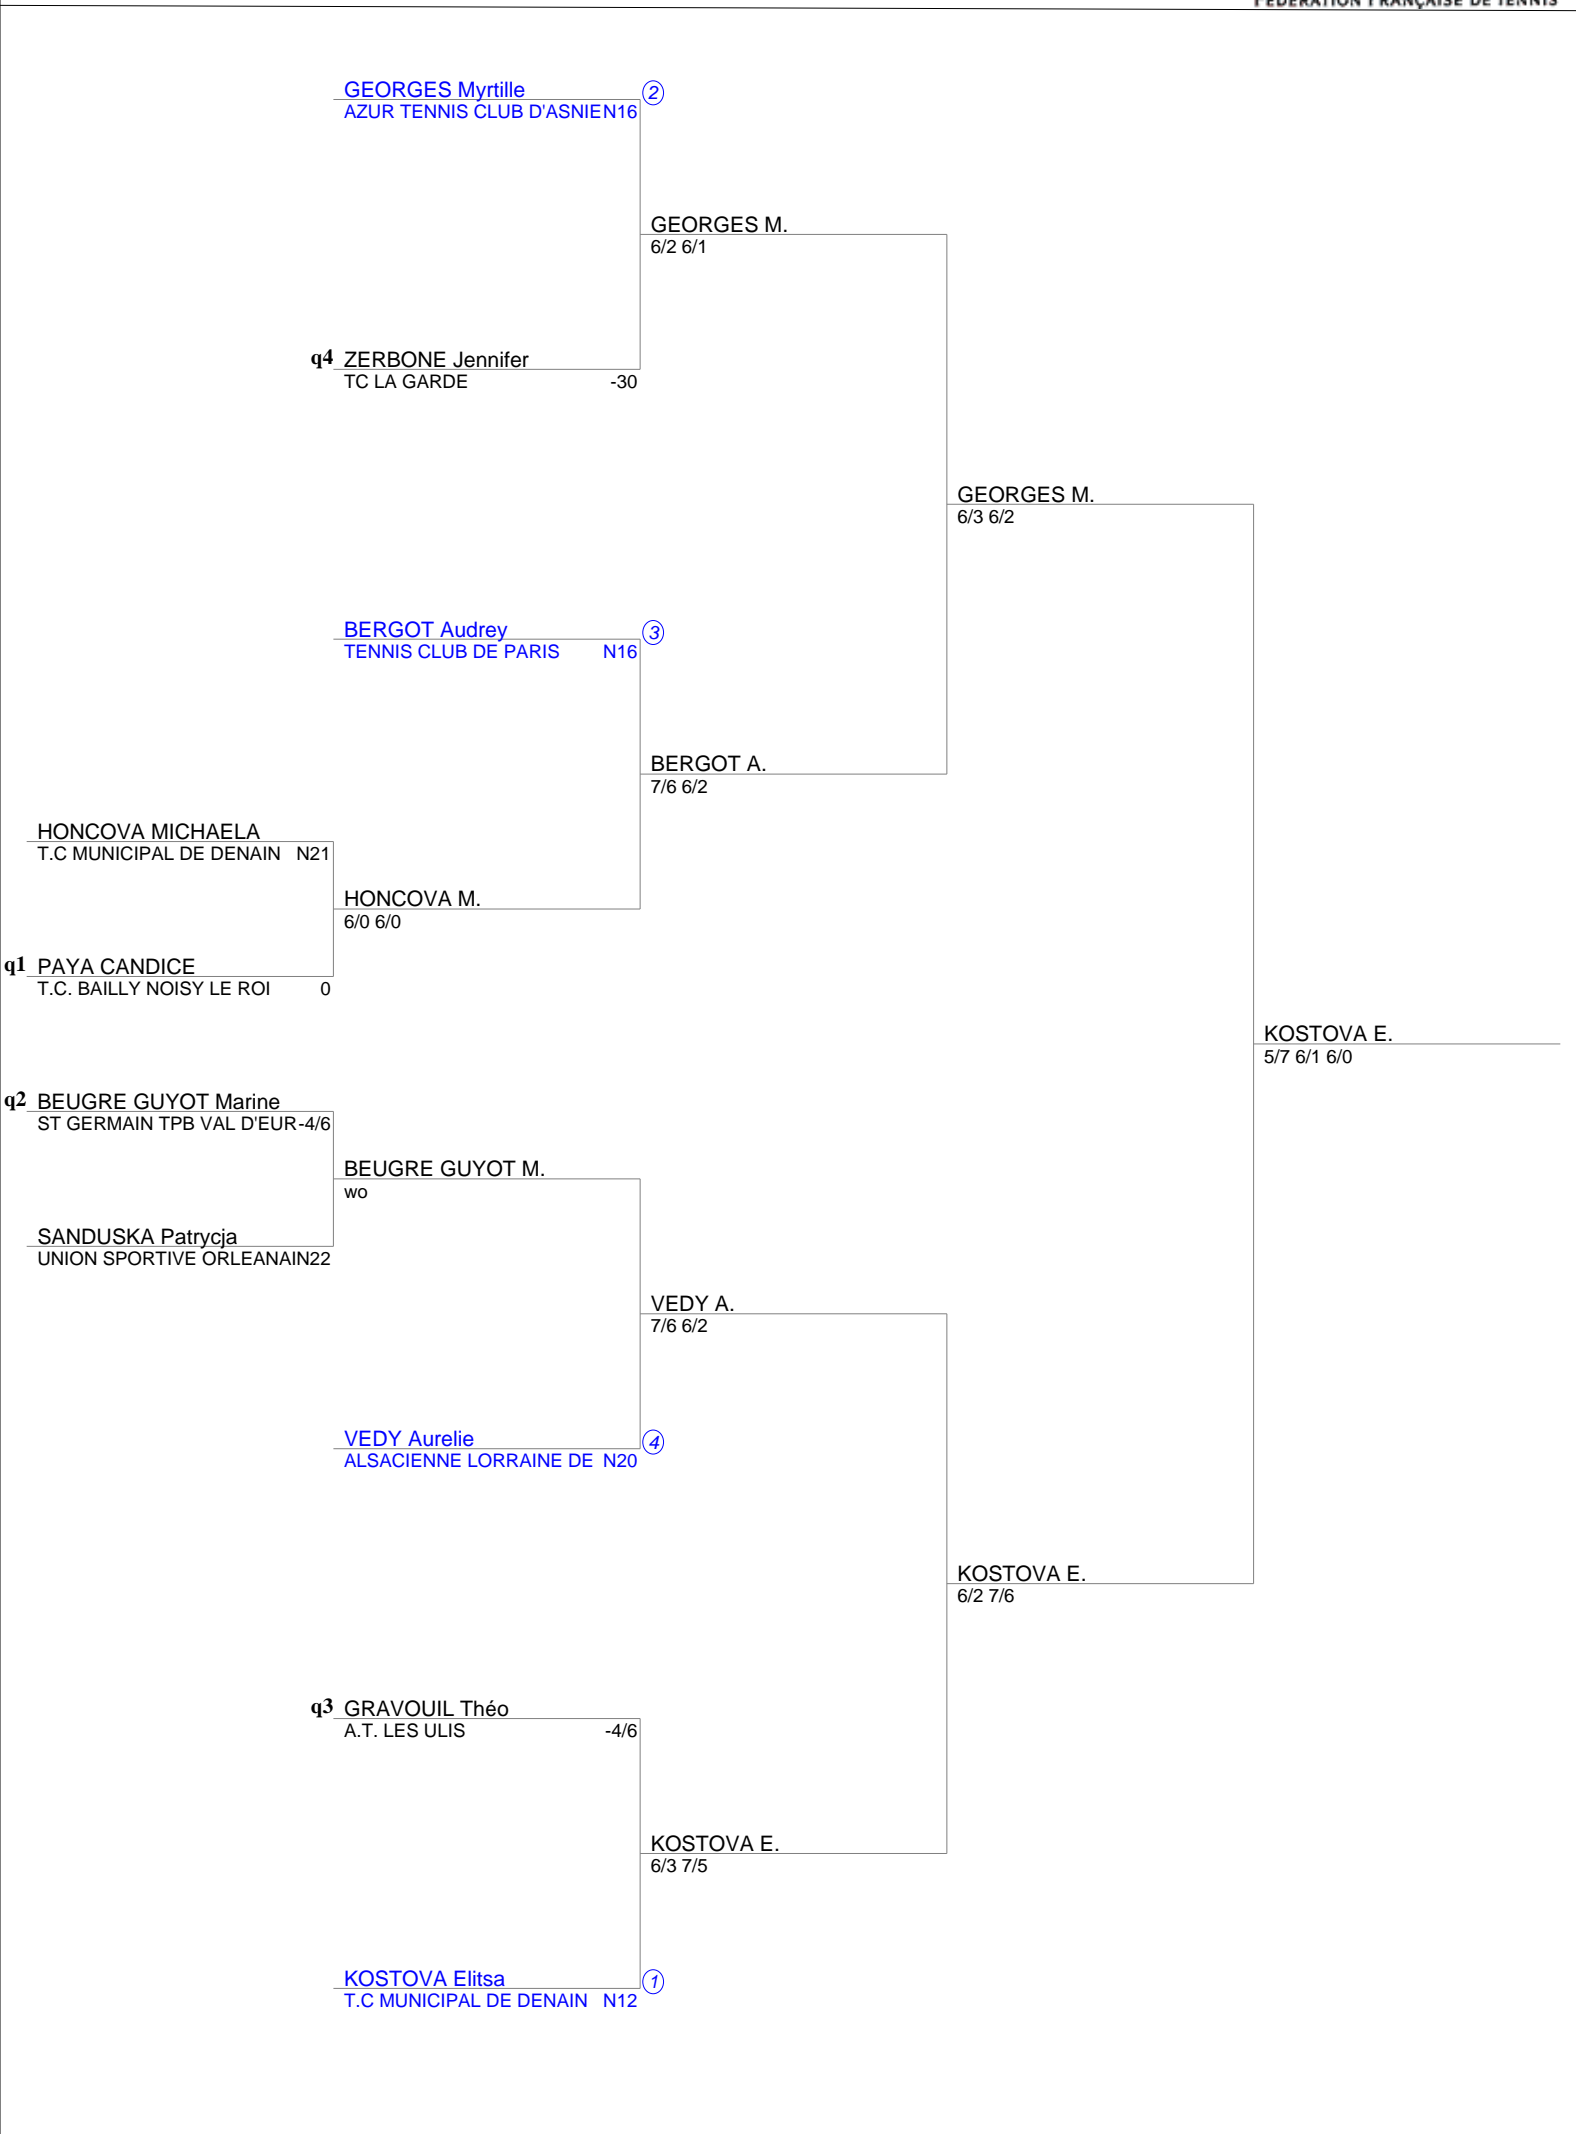 FÉDÉRATION FRANÇAISE DE TENNIS
GEORGES Myrtille 2
AZUR TENNIS CLUB D'ASNIEN16
GEORGES M.
6/2 6/1
q4 ZERBONE Jennifer
TC LA GARDE -30
GEORGES M.
6/3 6/2
BERGOT Audrey 3
TENNIS CLUB DE PARIS N16
BERGOT A.
7/6 6/2
HONCOVA MICHAELA
T.C MUNICIPAL DE DENAIN N21
HONCOVA M.
6/0 6/0
q1 PAYA CANDICE
T.C. BAILLY NOISY LE ROI 0
KOSTOVA E.
5/7 6/1 6/0
q2 BEUGRE GUYOT Marine
ST GERMAIN TPB VAL D'EUR-4/6
BEUGRE GUYOT M.
wo
SANDUSKA Patrycja
UNION SPORTIVE ORLEANAIN22
VEDY A.
7/6 6/2
VEDY Aurelie 4
ALSACIENNE LORRAINE DE N20
KOSTOVA E.
6/2 7/6
q3 GRAVOUIL Théo
A.T. LES ULIS -4/6
KOSTOVA E.
6/3 7/5
KOSTOVA Elitsa 1
T.C MUNICIPAL DE DENAIN N12